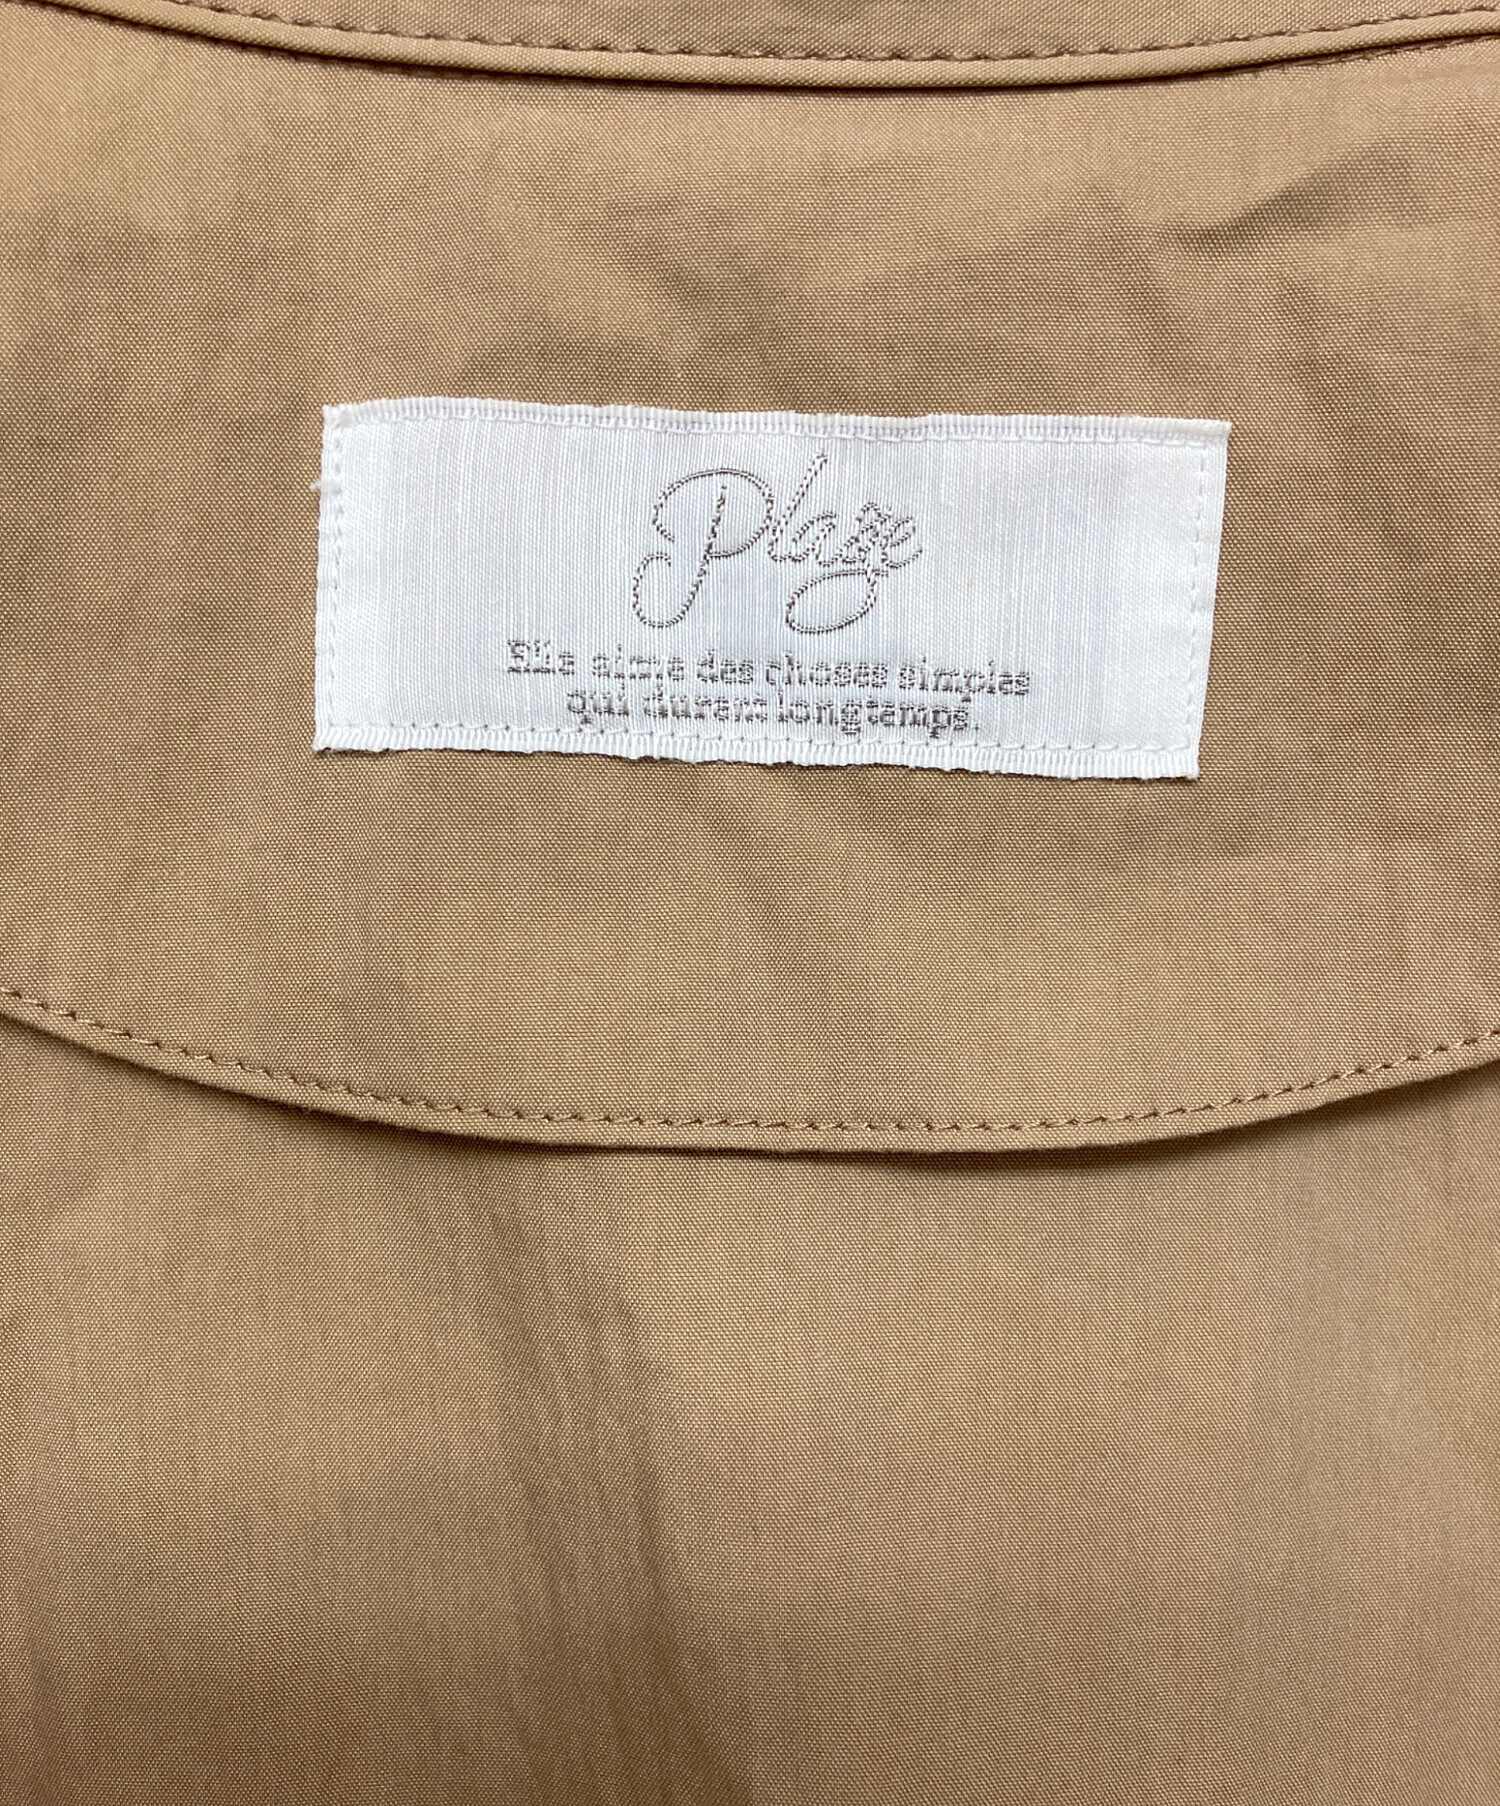 Plage
Elle aime des choses simples
qui durent longtemps.